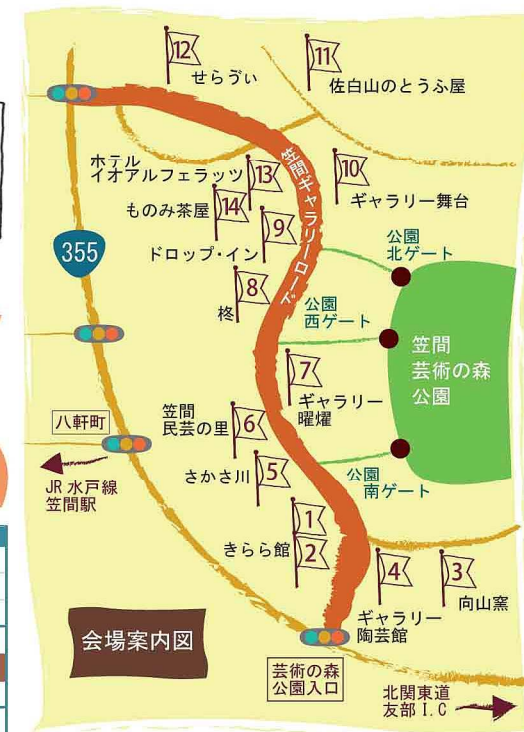 12
せらうぃ
11
佐白山のとうふ屋
ホテル
イオアルフェラッツ
13
ものみ茶屋
14
笠間ギャラリーロード
10
ギャラリー舞台
9
ドロップ・イン
355
8
柊
公園
北ゲート
公園
西ゲート
笠間
芸術の森
公園
7
ギャラリー
曜燿
八軒町
笠間
民芸の里
6
さかさ川
5
公園
南ゲート
JR 水戸線
笠間駅
1
きらら館
2
4
3
向山窯
ギャラリー
陶芸館
会場案内図
芸術の森
公園入口
北関東道
友部 I.C